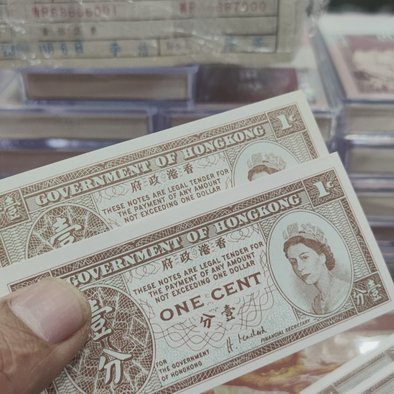 GOVERNMENT OF HONGKONG
1
府政港香
THESE NOTES ARE LEGAL TENDER FOR
THE PAYMENT OF ANY AMOUNT
NOT EXCEEDING ONE DOLLAR
壹
壹
GOVERNMENT OF HONGKONG
1
府政港香
THESE NOTES ARE LEGAL TENDER FOR
THE PAYMENT OF ANY AMOUNT
NOT EXCEEDING ONE DOLLAR
ONE CENT
分壹
壹分
壹
FOR
THE GOVERNMENT
OF HONGKONG
FINANCIAL SECRETARY